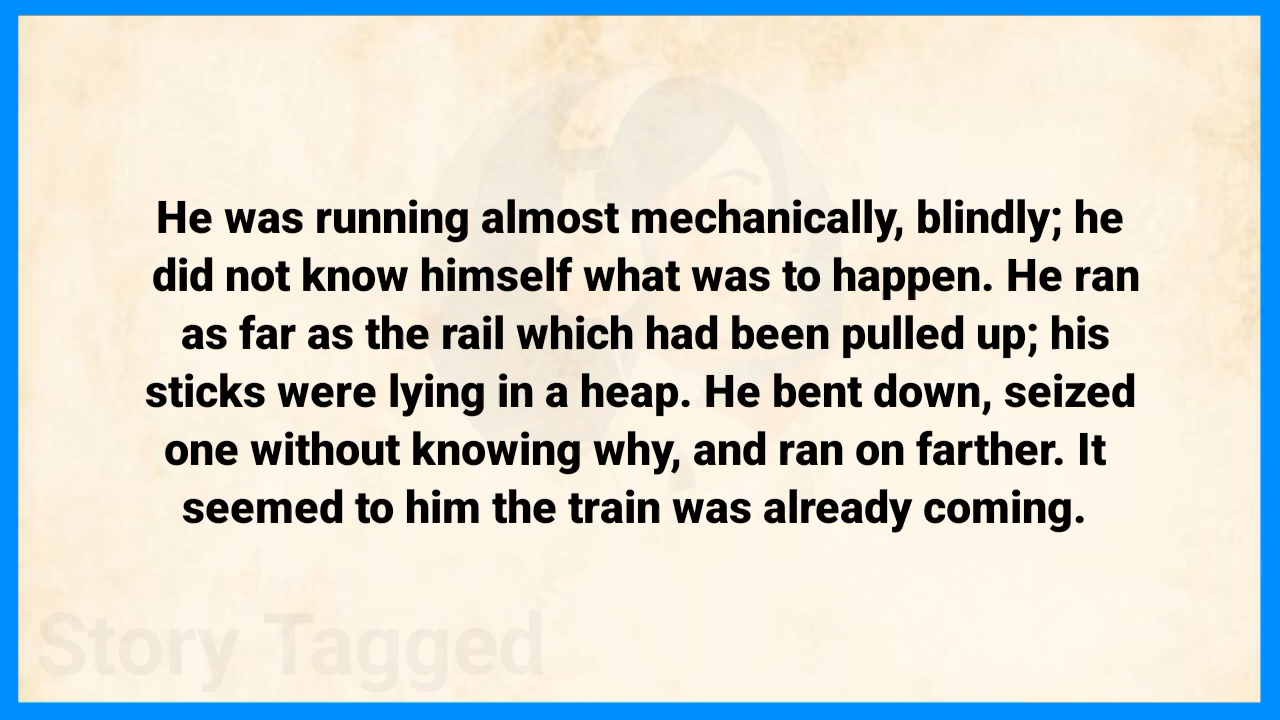 He was running almost mechanically, blindly; he
did not know himself what was to happen. He ran
as far as the rail which had been pulled up; his
sticks were lying in a heap. He bent down, seized
one without knowing why, and ran on farther. It
seemed to him the train was already coming.
Story Tagged